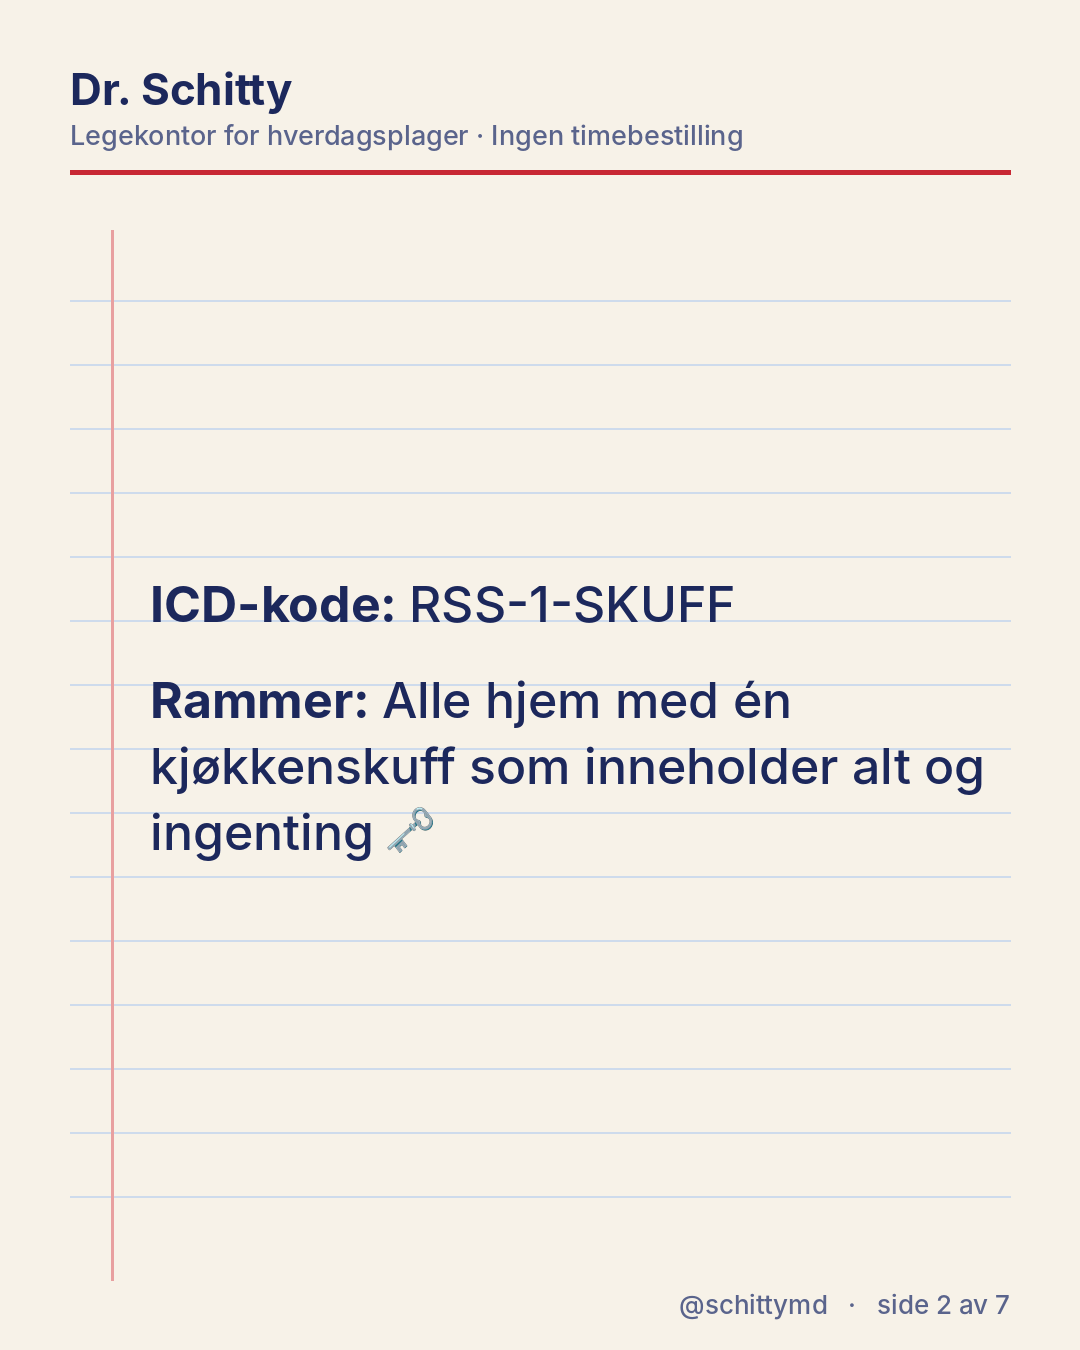 Dr. Schitty
Legekontor for hverdagsplager · Ingen timebestilling
ICD-kode: RSS-1-SKUFF
Rammer: Alle hjem med én
kjøkkenskuff som inneholder alt og
ingenting 🗝️
@schittymd · side 2 av 7